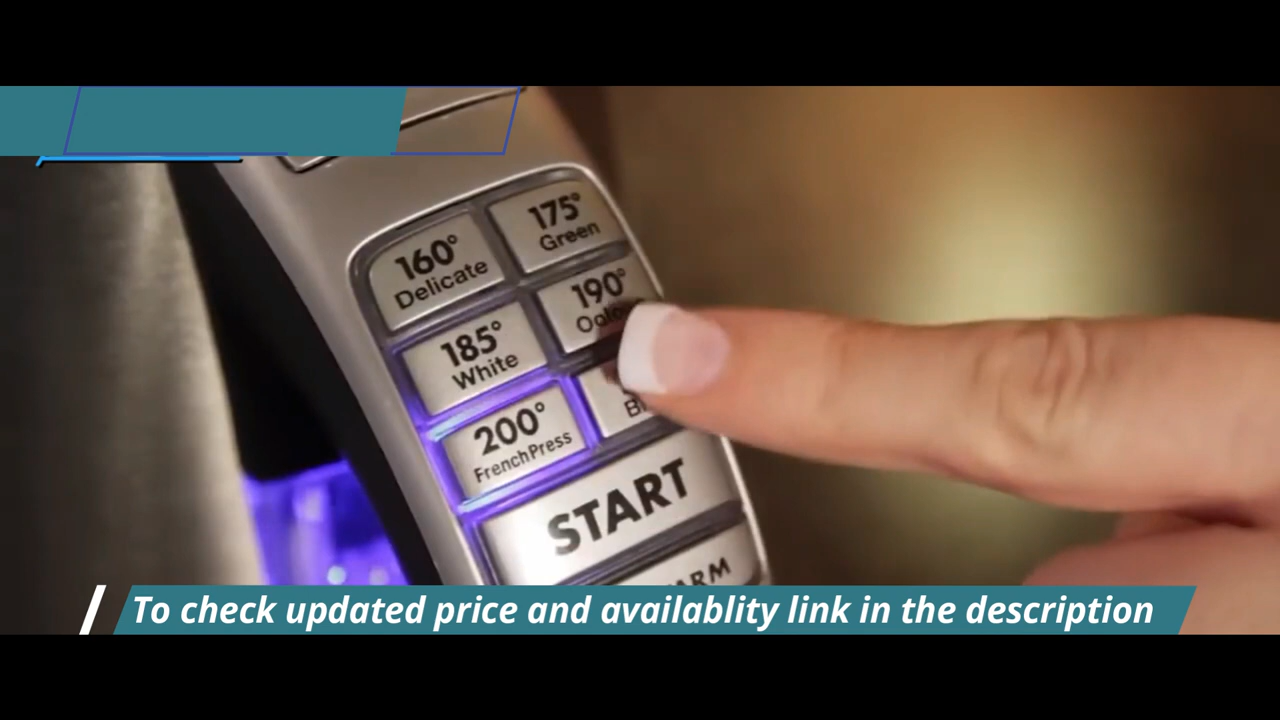 175°
Green
160°
Delicate
190°
185°
White
200°
FrenchPress
START
To check updated price and availablity link in the description